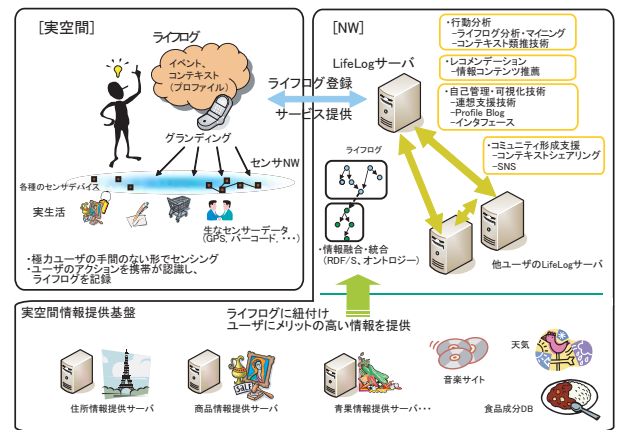 [実空間]
ライフログ
イベント、
コンテキスト
(プロファイル)
グランディング
センサNW
各種のセンサデバイス
実生活
生なセンサーデータ
(GPS, バーコード, ・・・)
・極力ユーザの手間のない形でセンシング
・ユーザのアクションを携帯が認識し、
ライフログを記録
ライフログ登録
サービス提供
[NW]
LifeLogサーバ
・行動分析
−ライフログ分析・マイニング
−コンテキスト類推技術
・レコメンデーション
−情報コンテンツ推薦
・自己管理・可視化技術
−連想支援技術
−Profile Blog
−インタフェース
・コミュニティ形成支援
−コンテキストシェアリング
−SNS
ライフログ
・情報融合・統合
(RDF/S、オントロジー)
他ユーザのLifeLogサーバ
実空間情報提供基盤
ライフログに紐付け
ユーザにメリットの高い情報を提供
住所情報提供サーバ
SALE
商品情報提供サーバ
青果情報提供サーバ・・・
音楽サイト
天気
食品成分DB